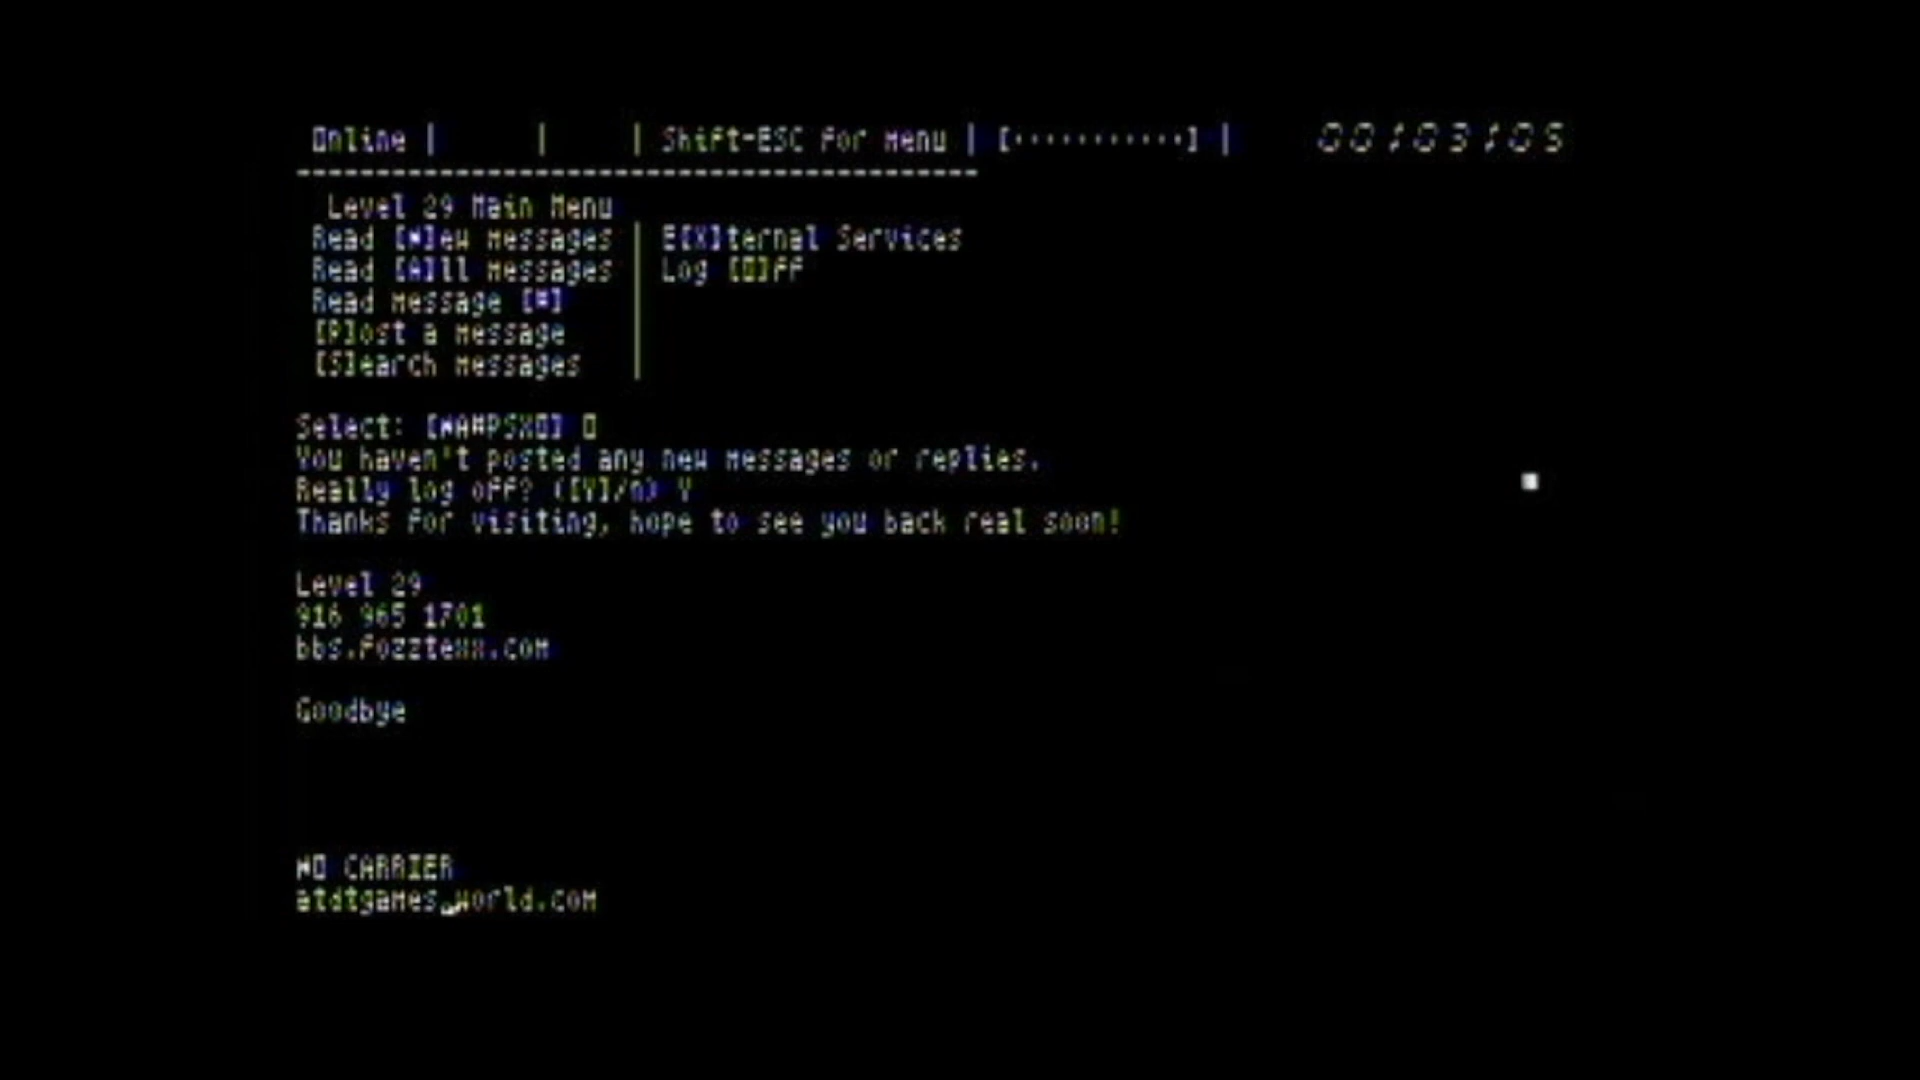 Online | | | Shift-ESC for menu | [···········] | 00:03:05
-------------------------------------------
Level 29 Main Menu
Read [N]ew messages | E[X]ternal Services
Read [A]ll messages | Log [O]ff
Read message [#] |
[P]ost a message |
[S]earch messages |
Select: [NA#PSXO] O
You haven't posted any new messages or replies.
Really log off? ([Y]/n) Y
Thanks for visiting, hope to see you back real soon!
Level 29
916 965 1701
bbs.fozztexx.com
Goodbye
NO CARRIER
atdtgames.world.com